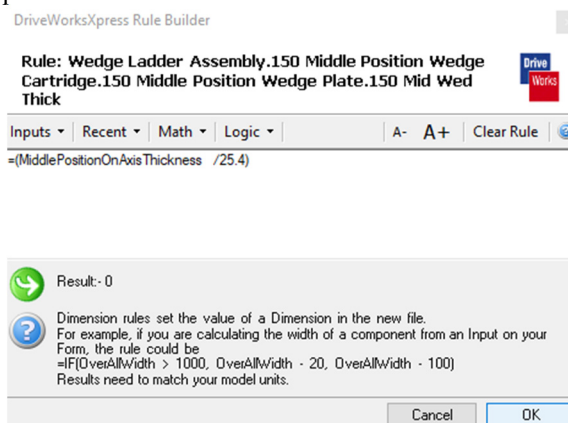 DriveWorksXpress Rule Builder
Rule: Wedge Ladder Assembly.150 Middle Position Wedge
Cartridge.150 Middle Position Wedge Plate.150 Mid Wed
Thick
Drive
Works
Inputs Recent Math Logic A- A+ Clear Rule
=(MiddlePositionOnAxisThickness /25.4)
Result:- 0
Dimension rules set the value of a Dimension in the new file.
For example, if you are calculating the width of a component from an Input on your
Form, the rule could be
=IF(OverAllWidth > 1000, OverAllWidth - 20, OverAllWidth - 100)
Results need to match your model units.
Cancel OK